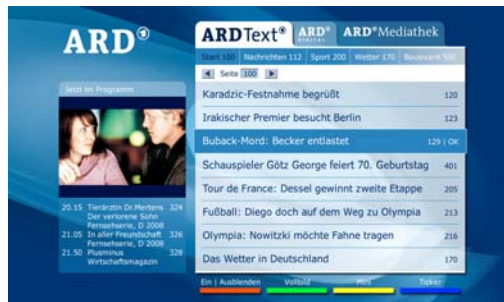 ARD
ARDText
ARD
DIGITAL
ARD Mediathek
Start 100
Nachrichten 112
Sport 200
Wetter 170
Boulevard 500
Seite 100
Jetzt im Programm
Karadzic-Festnahme begrüßt 120
Irakischer Premier besucht Berlin 123
Buback-Mord: Becker entlastet 129 | OK
Schauspieler Götz George feiert 70. Geburtstag 401
Tour de France: Dessel gewinnt zweite Etappe 205
Fußball: Diego doch auf dem Weg zu Olympia 213
Olympia: Nowitzki möchte Fahne tragen 216
Das Wetter in Deutschland 170
20.15 Tierärztin Dr.Mertens 324
Der verlorene Sohn
Fernsehserie, D 2008
21.05 In aller Freundschaft 326
Fernsehserie, D 2008
21.50 Plusminus 328
Wirtschaftsmagazin
Ein | Ausblenden
Vollbild
Mini
Ticker